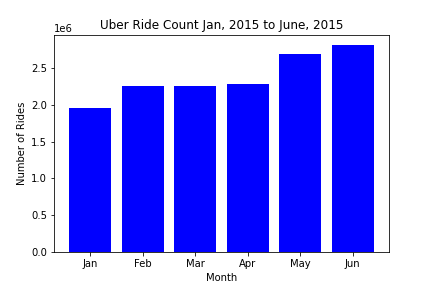 Uber Ride Count Jan, 2015 to June, 2015
1e6
2.5
2.0
1.5
1.0
0.5
0.0
Number of Rides
Jan Feb Mar Apr May Jun
Month